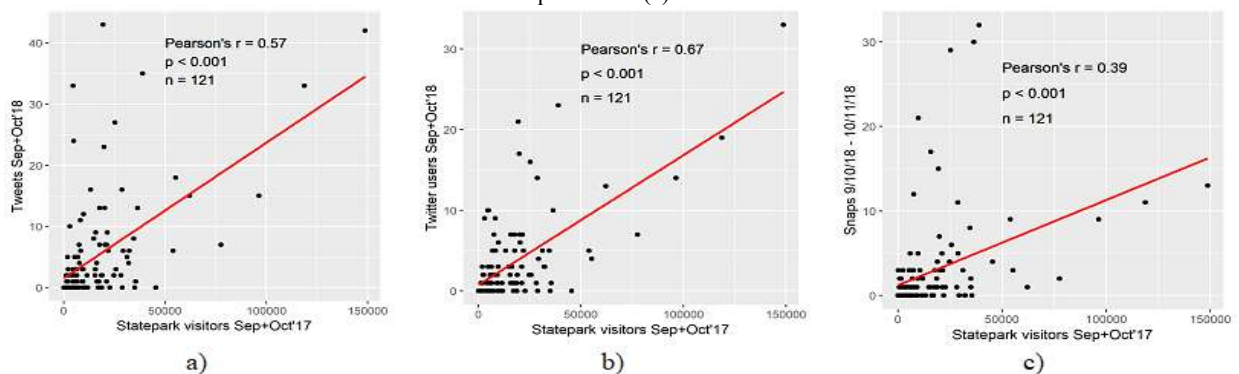 Pearson's r = 0.57
p < 0.001
n = 121
40
30
20
10
0
Tweets Sep+Oct'18
0
50000
100000
150000
Statepark visitors Sep+Oct'17
a)
Pearson's r = 0.67
p < 0.001
n = 121
30
20
10
0
Twitter users Sep+Oct'18
0
50000
100000
150000
Statepark visitors Sep+Oct'17
b)
Pearson's r = 0.39
p < 0.001
n = 121
30
20
10
0
Snaps 9/10/18 - 10/11/18
0
50000
100000
150000
Statepark visitors Sep+Oct'17
c)